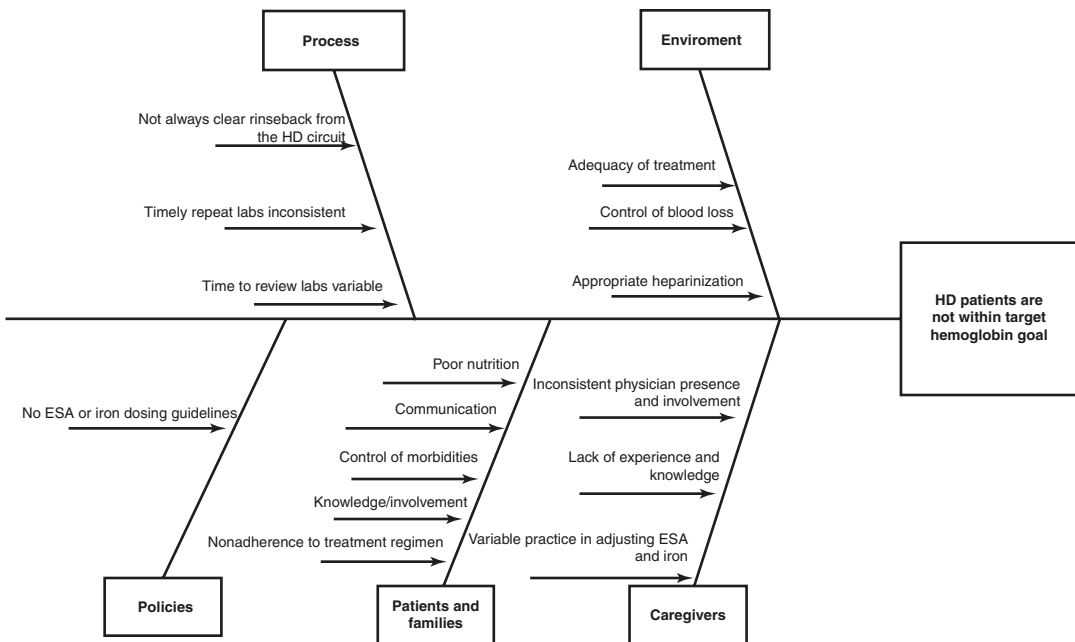 Process
Enviroment
Not always clear rinseback from
the HD circuit
Timely repeat labs inconsistent
Time to review labs variable
Adequacy of treatment
Control of blood loss
Appropriate heparinization
HD patients are
not within target
hemoglobin goal
No ESA or iron dosing guidelines
Poor nutrition
Communication
Control of morbidities
Knowledge/involvement
Nonadherence to treatment regimen
Inconsistent physician presence
and involvement
Lack of experience and
knowledge
Variable practice in adjusting ESA
and iron
Policies
Patients and
families
Caregivers